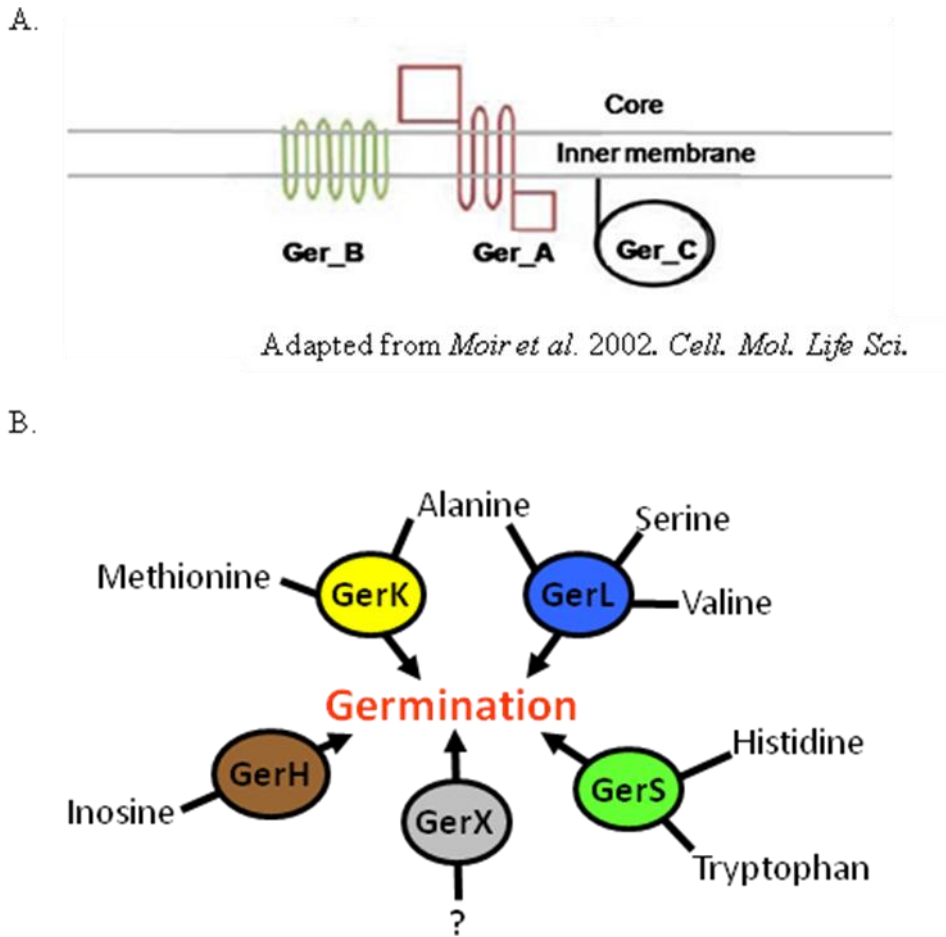 A.
Core
Inner membrane
Ger_B
Ger_A
Ger_C
Adapted from Moir et al. 2002. Cell. Mol. Life Sci.
B.
Alanine
Serine
Methionine
GerK
GerL
Valine
Germination
Histidine
GerH
GerS
Inosine
GerX
Tryptophan
?